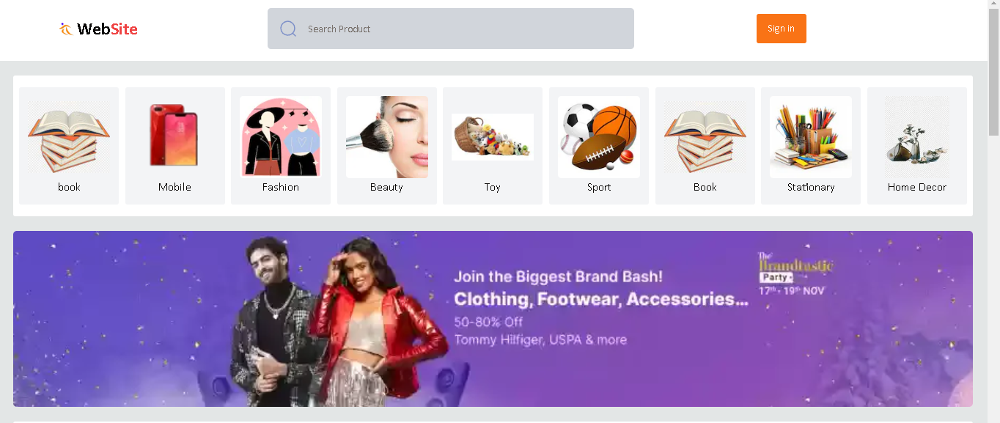 WebSite
Search Product
Sign in
book
Mobile
Fashion
Beauty
Toy
Sport
Book
Stationary
Home Decor
Join the Biggest Brand Bash!
Clothing, Footwear, Accessories...
50-80% Off
Tommy Hilfiger, USPA & more
The
Brandtastic
Party
17th - 19th NOV